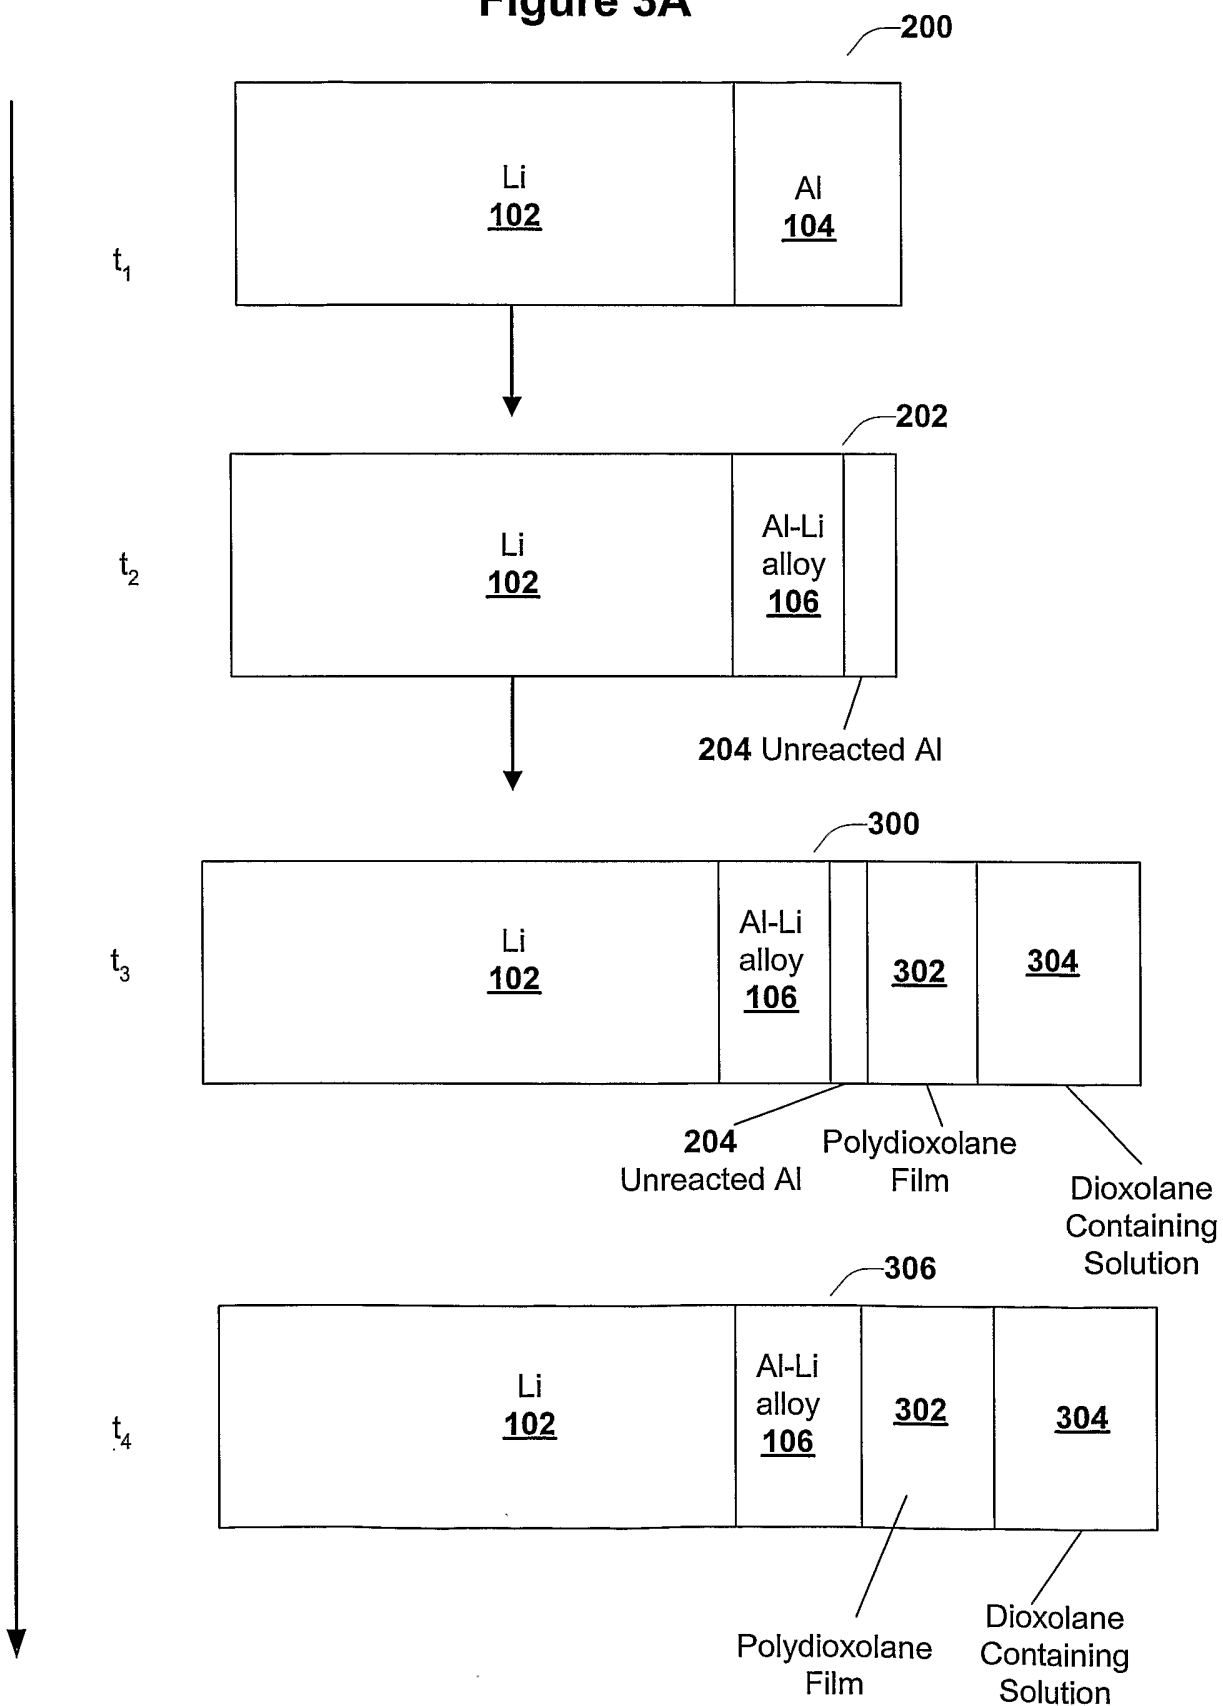 Figure 3A
200
Li
102
Al
104
t1
202
Li
102
Al-Li
alloy
106
t2
204 Unreacted Al
300
Li
102
Al-Li
alloy
106
302
304
t3
204
Unreacted Al
Polydioxolane
Film
Dioxolane
Containing
Solution
306
Li
102
Al-Li
alloy
106
302
304
t4
Polydioxolane
Film
Dioxolane
Containing
Solution